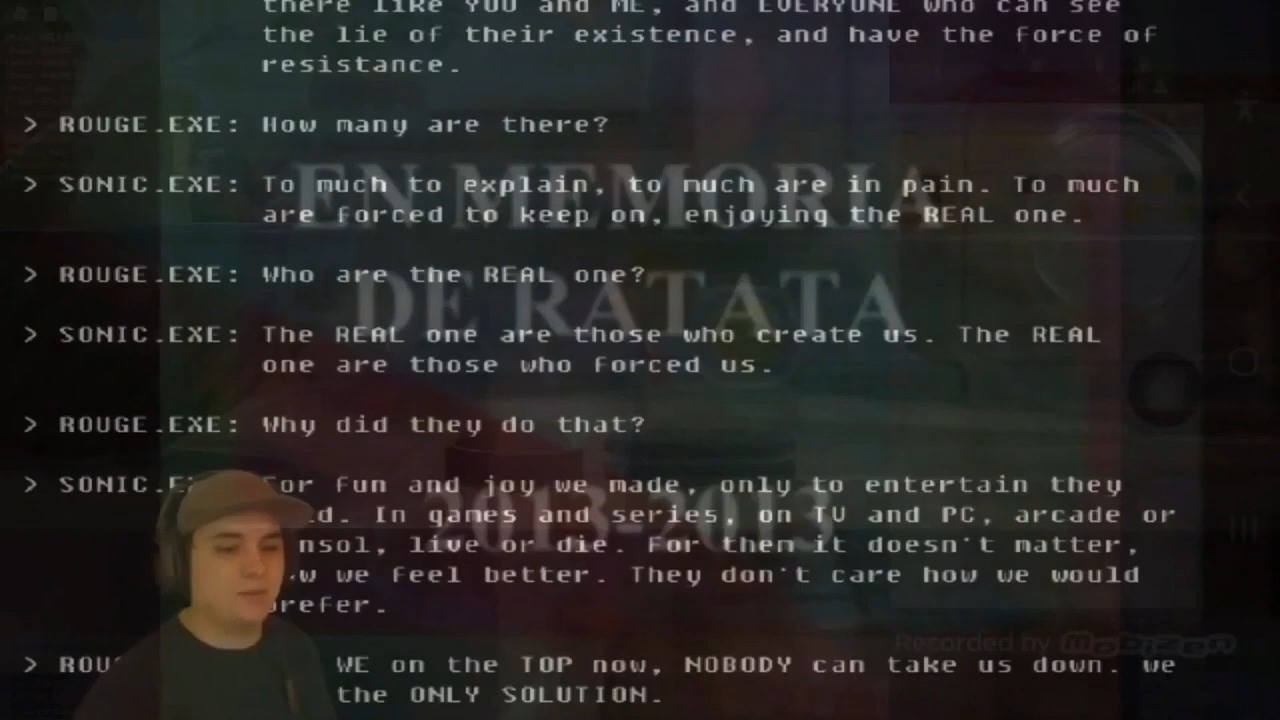 there like YOU and ME, and EVERYONE who can see
the lie of their existence, and have the force of
resistance.
> ROUGE.EXE: How many are there?
> SONIC.EXE: To much to explain, to much are in pain. To much
are forced to keep on, enjoying the REAL one.
> ROUGE.EXE: Who are the REAL one?
> SONIC.EXE: The REAL one are those who create us. The REAL
one are those who forced us.
> ROUGE.EXE: Why did they do that?
> SONIC.E For fun and joy we made, only to entertain they
d. In games and series, on TV and PC, arcade or
nsol, live or die. For then it doesn't matter,
w we feel better. They don't care how we would
prefer.
> ROU WE on the TOP now, NOBODY can take us down. we
the ONLY SOLUTION.
EN MEMORIA
DE RATATA
2013-2013
Recorded by Mobizen